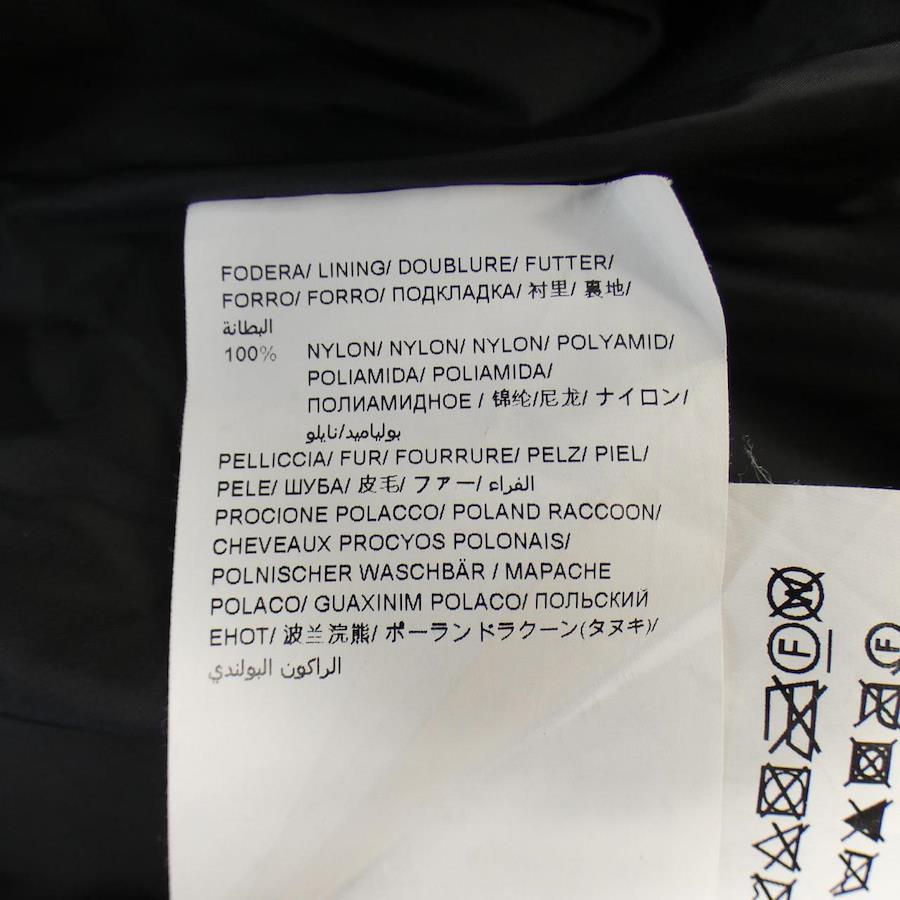 FODERA/ LINING/ DOUBLURE/ FUTTER/
FORRO/ FORRO/ ПОДКЛАДКА/ 衬里/ 裏地/
البطانة
100% NYLON/ NYLON/ NYLON/ POLYAMID/
POLIAMIDA/ POLIAMIDA/
ПОЛИАМИДНОЕ / 锦纶/尼龙/ ナイロン/
بولياميد/نايلو
PELLICCIA/ FUR/ FOURRURE/ PELZ/ PIEL/
PELE/ ШУБА/ 皮毛/ ファー/ الفراء
PROCIONE POLACCO/ POLAND RACCOON/
CHEVEAUX PROCYOS POLONAIS/
POLNISCHER WASCHBÄR / MAPACHE
POLACO/ GUAXINIM POLACO/ ПОЛЬСКИЙ
ЕНОТ/ 波兰浣熊/ ポーランドラクーン(タヌキ)/
الراكون البولندي
W
F
F